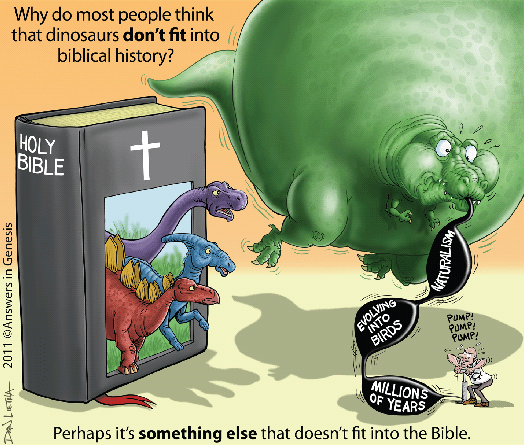 Why do most people think
that dinosaurs don't fit into
biblical history?
HOLY
BIBLE
NATURALISM
EVOLVING
INTO
BIRDS
PUMP!
PUMP!
PUMP!
MILLIONS
OF YEARS
2011 ©Answers in Genesis
Perhaps it's something else that doesn't fit into the Bible.